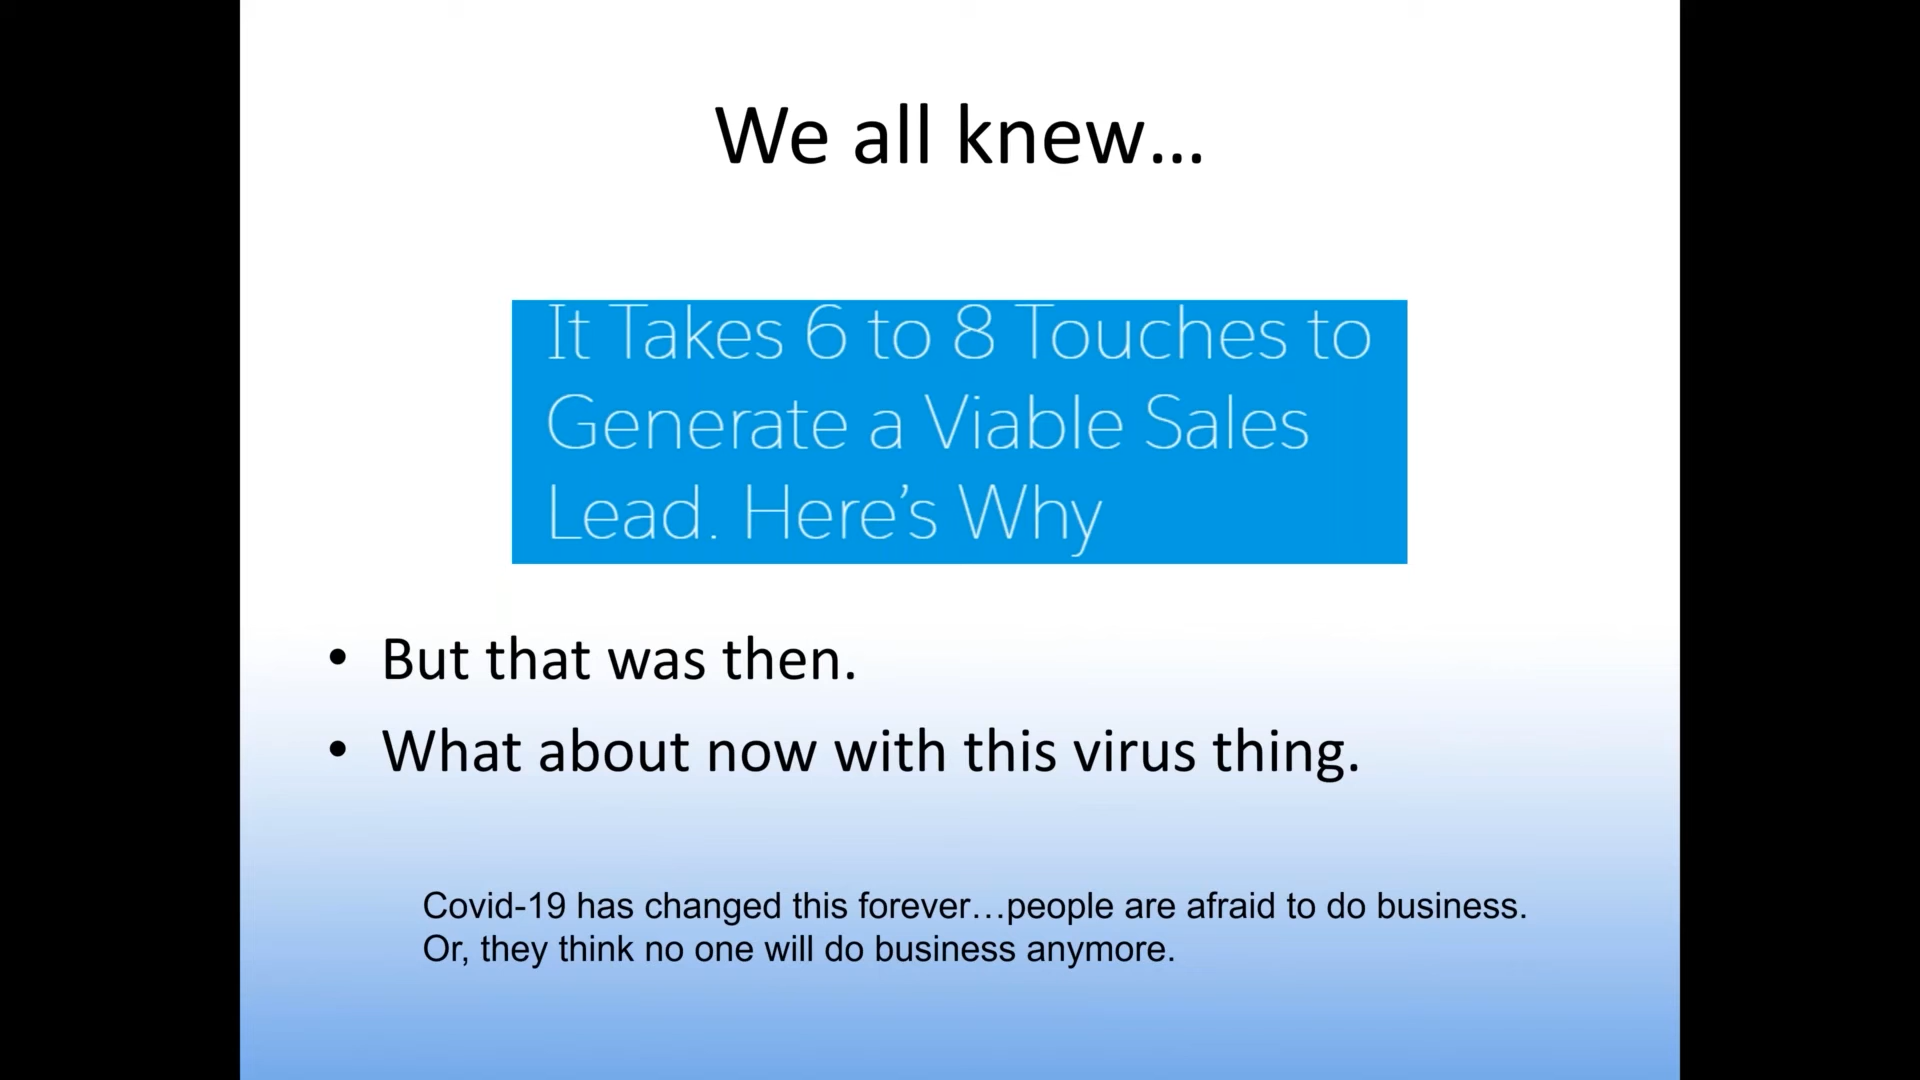 We all knew…
It Takes 6 to 8 Touches to
Generate a Viable Sales
Lead. Here’s Why
• But that was then.
• What about now with this virus thing.
Covid-19 has changed this forever…people are afraid to do business.
Or, they think no one will do business anymore.